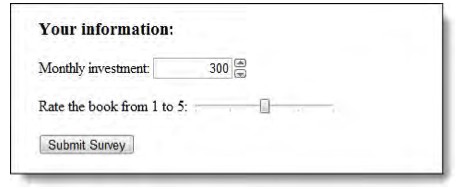 Your information:
Monthly investment: 300
Rate the book from 1 to 5:
Submit Survey